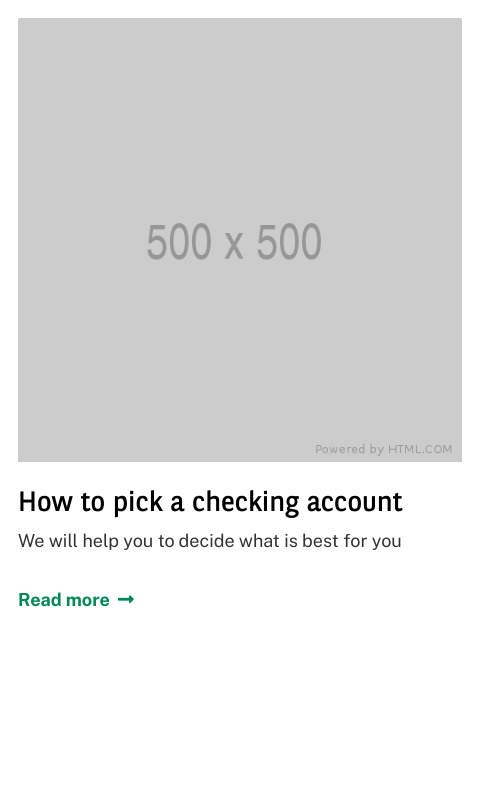 500 x 500
Powered by HTML.COM
How to pick a checking account
We will help you to decide what is best for you
Read more